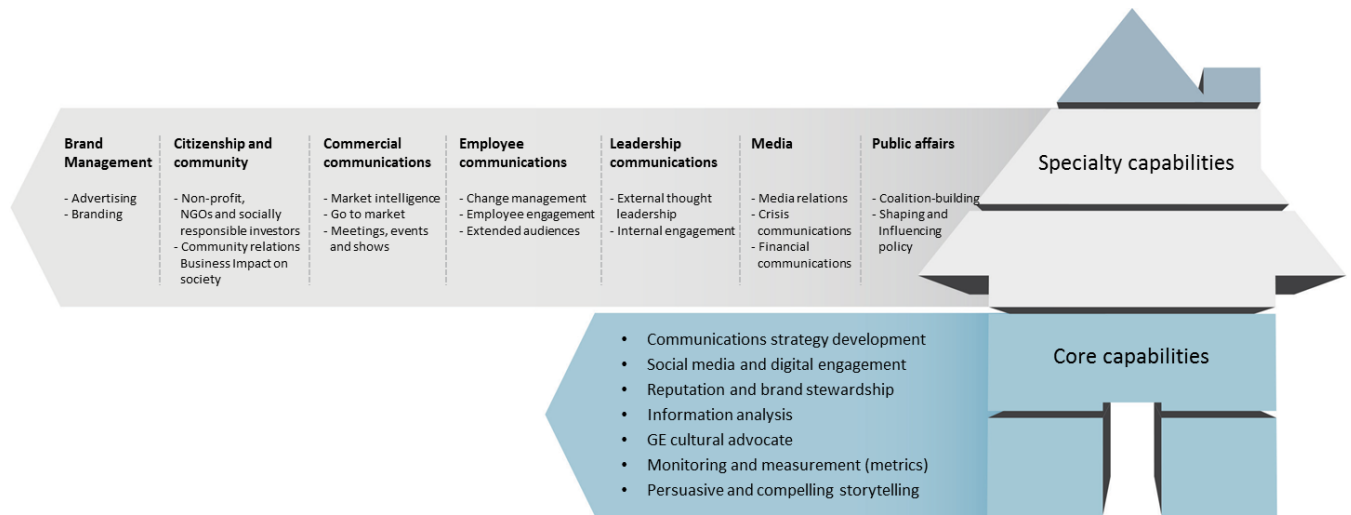 Brand
Management
- Advertising
- Branding
Citizenship and
community
- Non-profit,
NGOs and socially
responsible investors
- Community relations
Business Impact on
society
Commercial
communications
- Market intelligence
- Go to market
- Meetings, events
and shows
Employee
communications
- Change management
- Employee engagement
- Extended audiences
Leadership
communications
- External thought
leadership
- Internal engagement
Media
- Media relations
- Crisis
communications
- Financial
communications
Public affairs
- Coalition-building
- Shaping and
Influencing
policy
Specialty capabilities
• Communications strategy development
• Social media and digital engagement
• Reputation and brand stewardship
• Information analysis
• GE cultural advocate
• Monitoring and measurement (metrics)
• Persuasive and compelling storytelling
Core capabilities